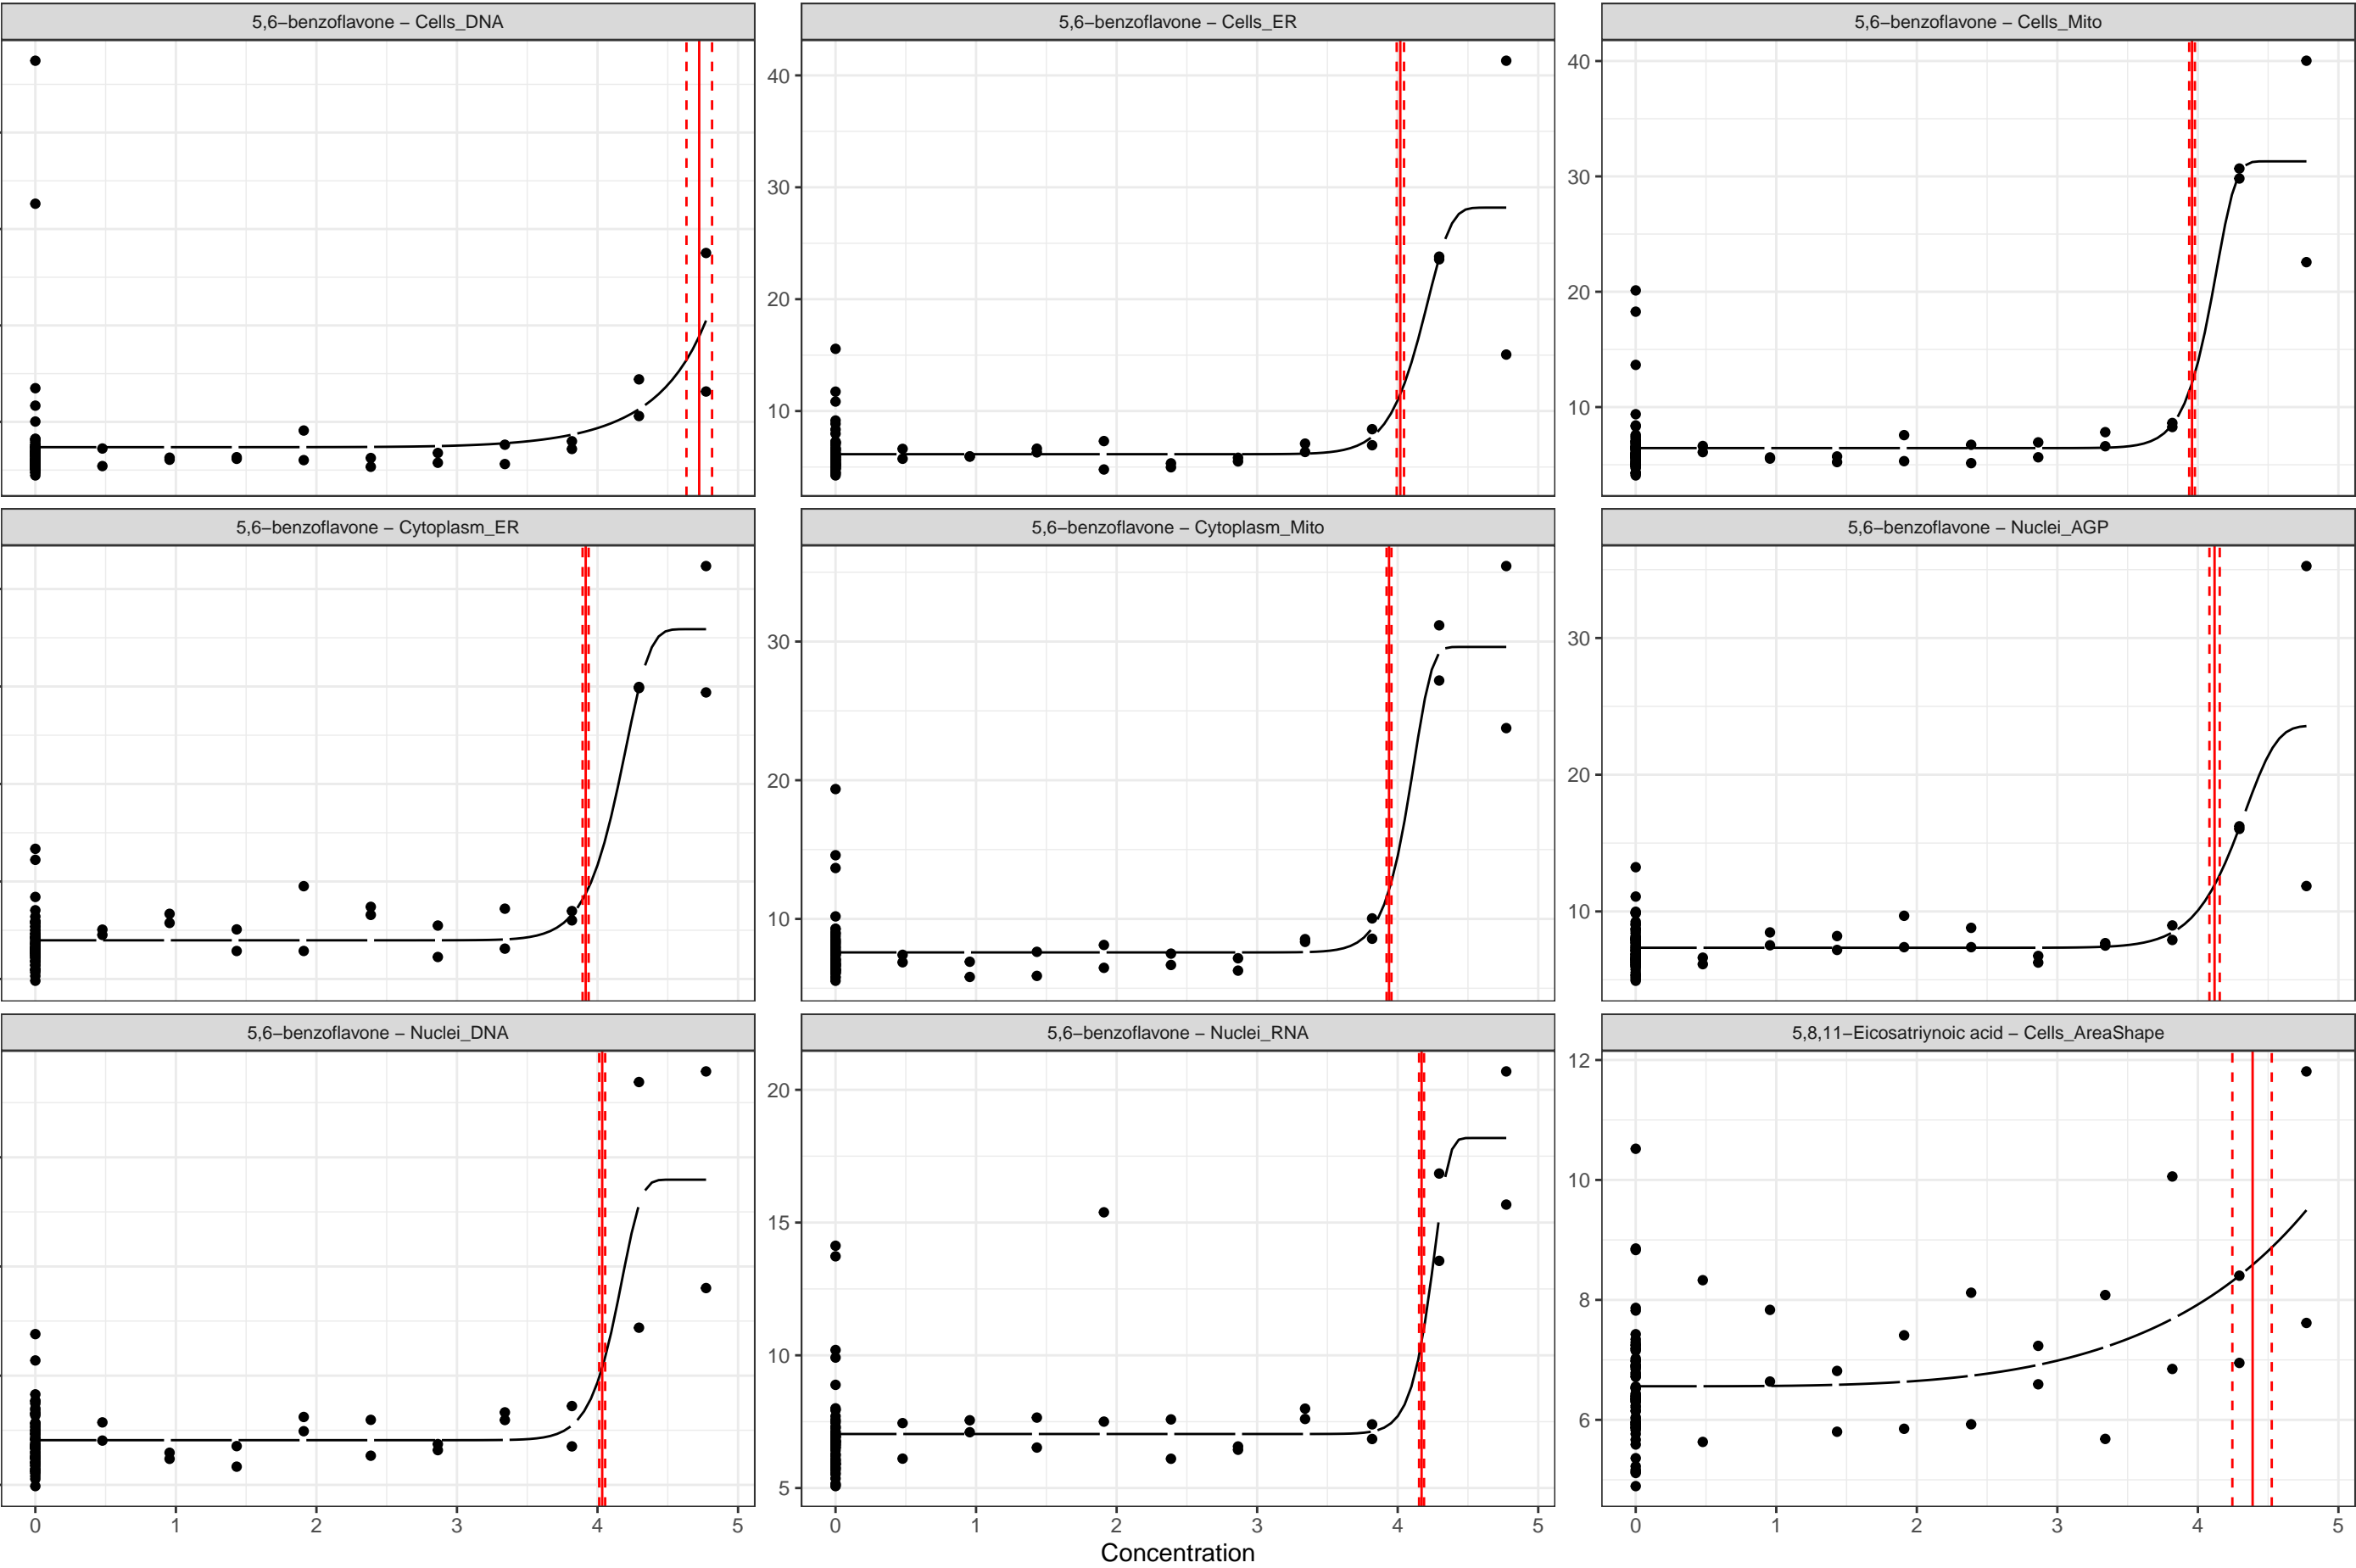 5,6−benzoflavone − Cells_DNA
5,6−benzoflavone − Cells_ER
5,6−benzoflavone − Cells_Mito
40
30
20
10
40
30
20
10
5,6−benzoflavone − Cytoplasm_ER
5,6−benzoflavone − Cytoplasm_Mito
5,6−benzoflavone − Nuclei_AGP
30
20
10
30
20
10
5,6−benzoflavone − Nuclei_DNA
5,6−benzoflavone − Nuclei_RNA
5,8,11−Eicosatriynoic acid − Cells_AreaShape
20
15
10
5
12
10
8
6
0 1 2 3 4 5
0 1 2 3 4 5
0 1 2 3 4 5
Concentration